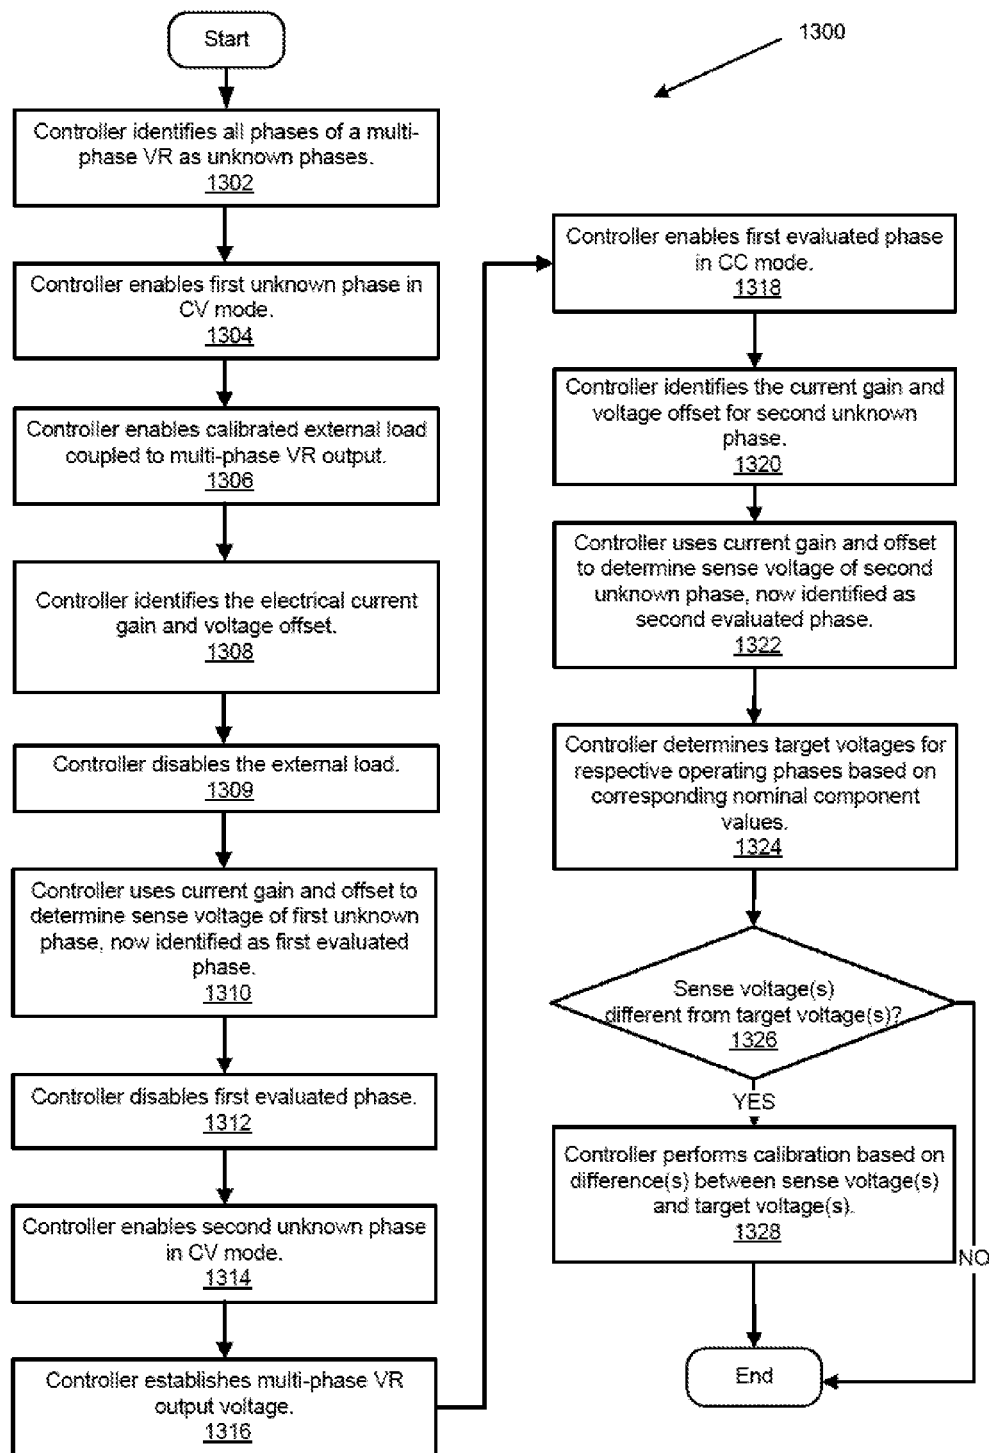 Start
Controller identifies all phases of a multi-
phase VR as unknown phases.
1302
Controller enables first unknown phase in
CV mode.
1304
Controller enables calibrated external load
coupled to multi-phase VR output.
1306
Controller identifies the electrical current
gain and voltage offset.
1308
Controller disables the external load.
1309
Controller uses current gain and offset to
determine sense voltage of first unknown
phase, now identified as first evaluated
phase.
1310
Controller disables first evaluated phase.
1312
Controller enables second unknown phase
in CV mode.
1314
Controller establishes multi-phase VR
output voltage.
1316
1300
Controller enables first evaluated phase
in CC mode.
1318
Controller identifies the current gain and
voltage offset for second unknown
phase.
1320
Controller uses current gain and offset
to determine sense voltage of second
unknown phase, now identified as
second evaluated phase.
1322
Controller determines target voltages for
respective operating phases based on
corresponding nominal component
values.
1324
Sense voltage(s)
different from target voltage(s)?
1326
YES
Controller performs calibration based on
difference(s) between sense voltage(s)
and target voltage(s).
1328
NO
End